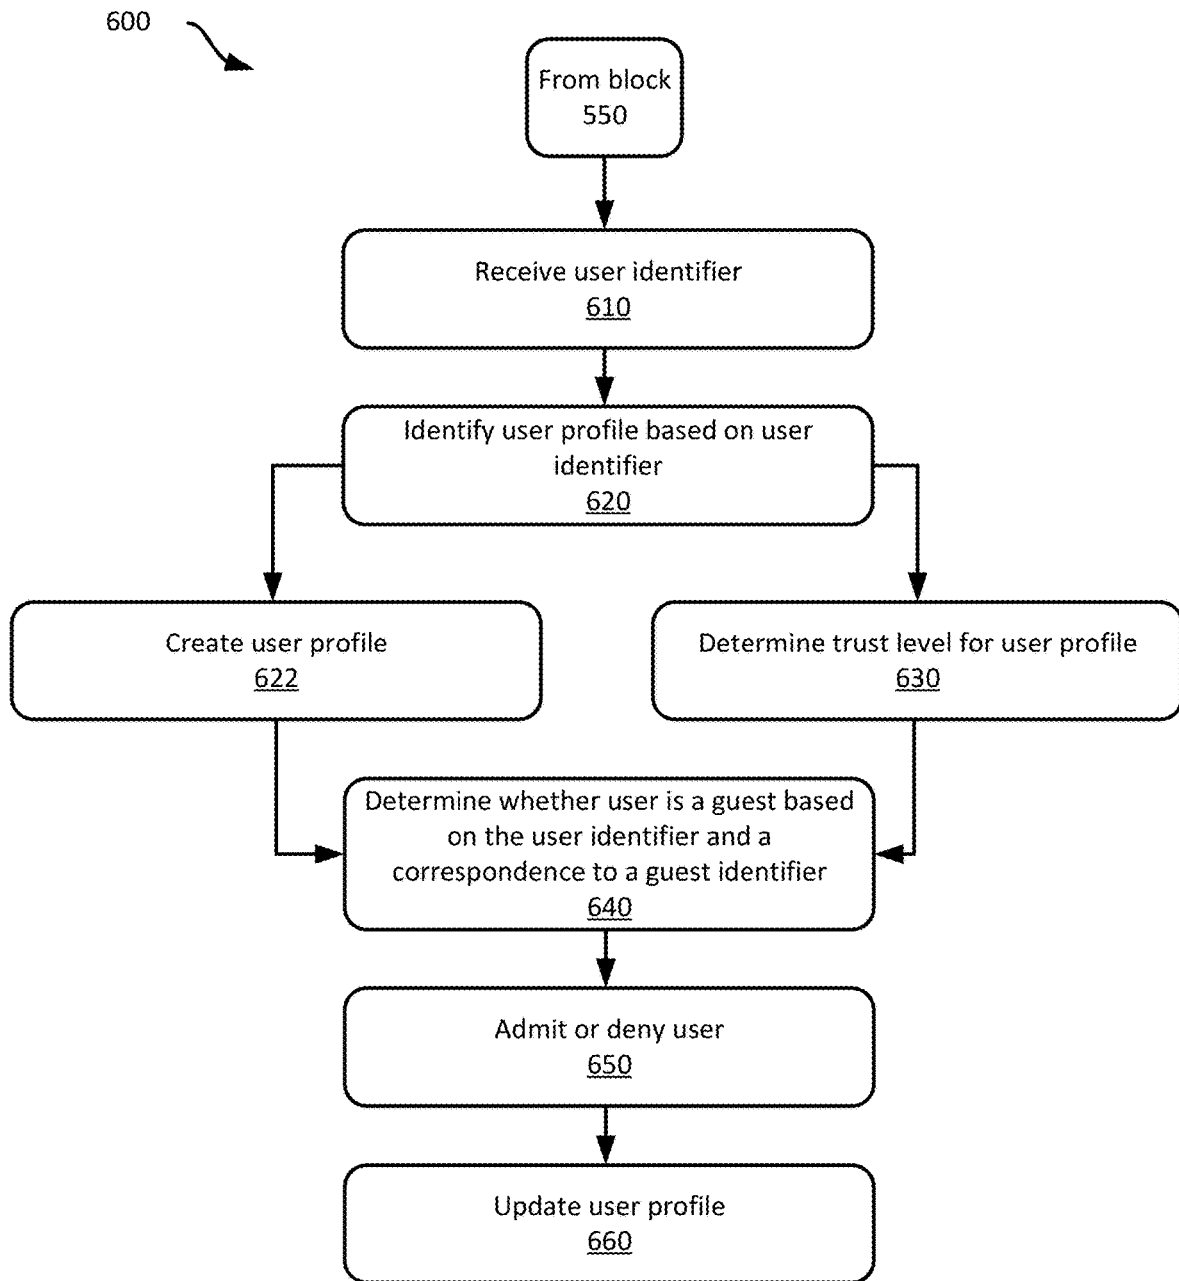 600
From block
550
Receive user identifier
610
Identify user profile based on user
identifier
620
Create user profile
622
Determine trust level for user profile
630
Determine whether user is a guest based
on the user identifier and a
correspondence to a guest identifier
640
Admit or deny user
650
Update user profile
660